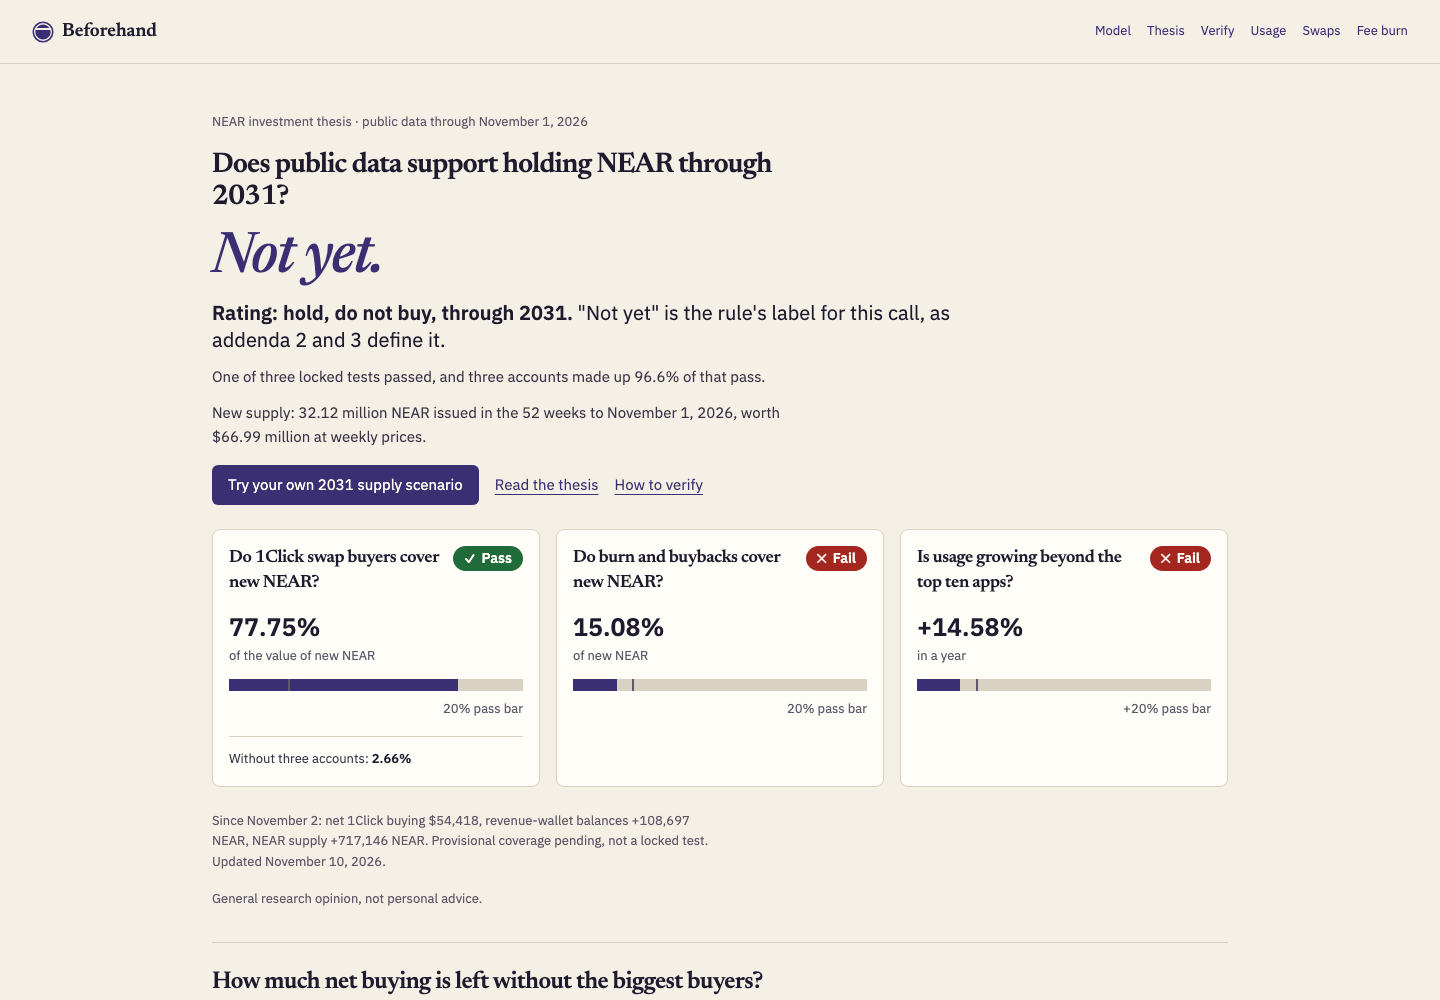 Beforehand
Model Thesis Verify Usage Swaps Fee burn
NEAR investment thesis · public data through November 1, 2026
Does public data support holding NEAR through
2031?
Not yet.
Rating: hold, do not buy, through 2031. "Not yet" is the rule's label for this call, as
addenda 2 and 3 define it.
One of three locked tests passed, and three accounts made up 96.6% of that pass.
New supply: 32.12 million NEAR issued in the 52 weeks to November 1, 2026, worth
$66.99 million at weekly prices.
Try your own 2031 supply scenario Read the thesis How to verify
Do 1Click swap buyers cover
new NEAR?
Pass
77.75%
of the value of new NEAR
20% pass bar
Without three accounts: 2.66%
Do burn and buybacks cover
new NEAR?
Fail
15.08%
of new NEAR
20% pass bar
Is usage growing beyond the
top ten apps?
Fail
+14.58%
in a year
+20% pass bar
Since November 2: net 1Click buying $54,418, revenue-wallet balances +108,697
NEAR, NEAR supply +717,146 NEAR. Provisional coverage pending, not a locked test.
Updated November 10, 2026.
General research opinion, not personal advice.
How much net buying is left without the biggest buyers?